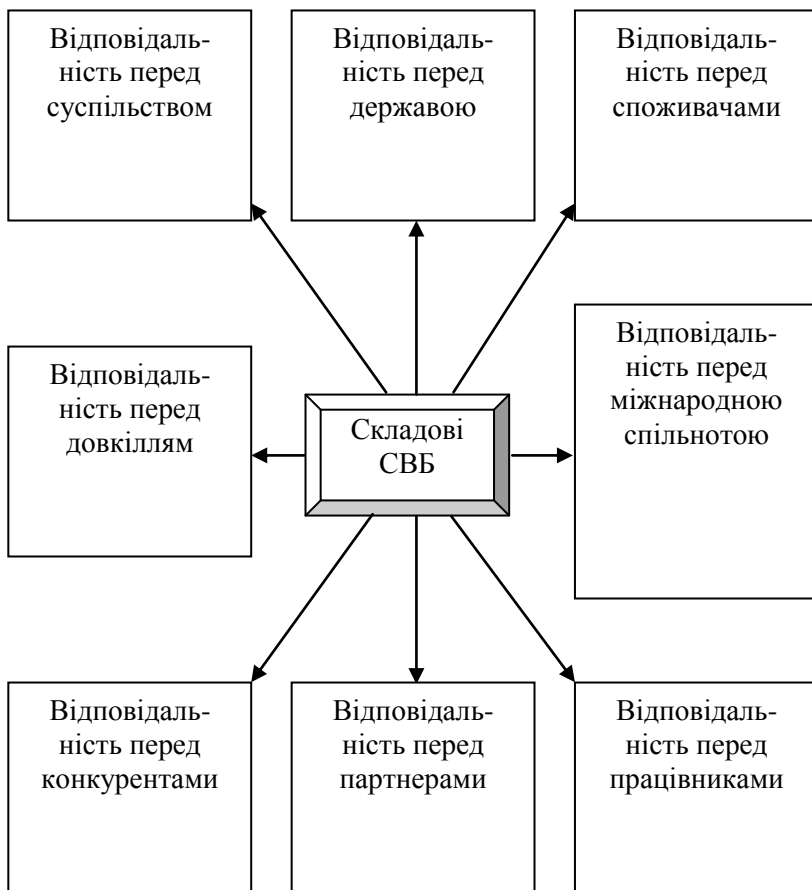 Відповідаль-
ність перед
суспільством
Відповідаль-
ність перед
державою
Відповідаль-
ність перед
споживачами
Відповідаль-
ність перед
довкіллям
Складові
СВБ
Відповідаль-
ність перед
міжнародною
спільнотою
Відповідаль-
ність перед
конкурентами
Відповідаль-
ність перед
партнерами
Відповідаль-
ність перед
працівниками